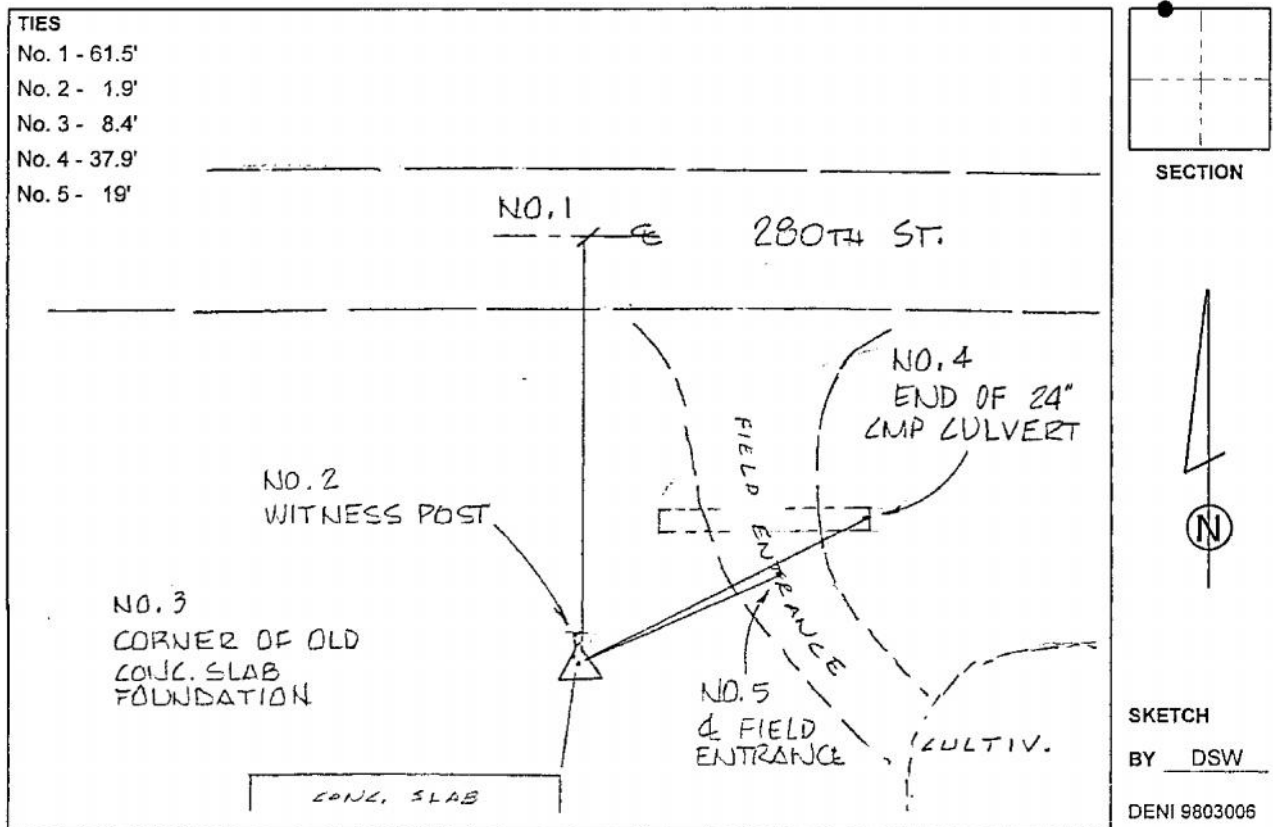 TIES
No. 1 - 61.5'
No. 2 - 1.9'
No. 3 - 8.4'
No. 4 - 37.9'
No. 5 - 19'
SECTION
NO. 1
℄
280TH ST.
NO. 4
END OF 24"
CMP CULVERT
FIELD ENTRANCE
NO. 2
WITNESS POST
N
NO. 3
CORNER OF OLD
CONC. SLAB
FOUNDATION
NO. 5
℄ FIELD
ENTRANCE
CULTIV.
CONC. SLAB
SKETCH
BY DSW
DENI 9803006